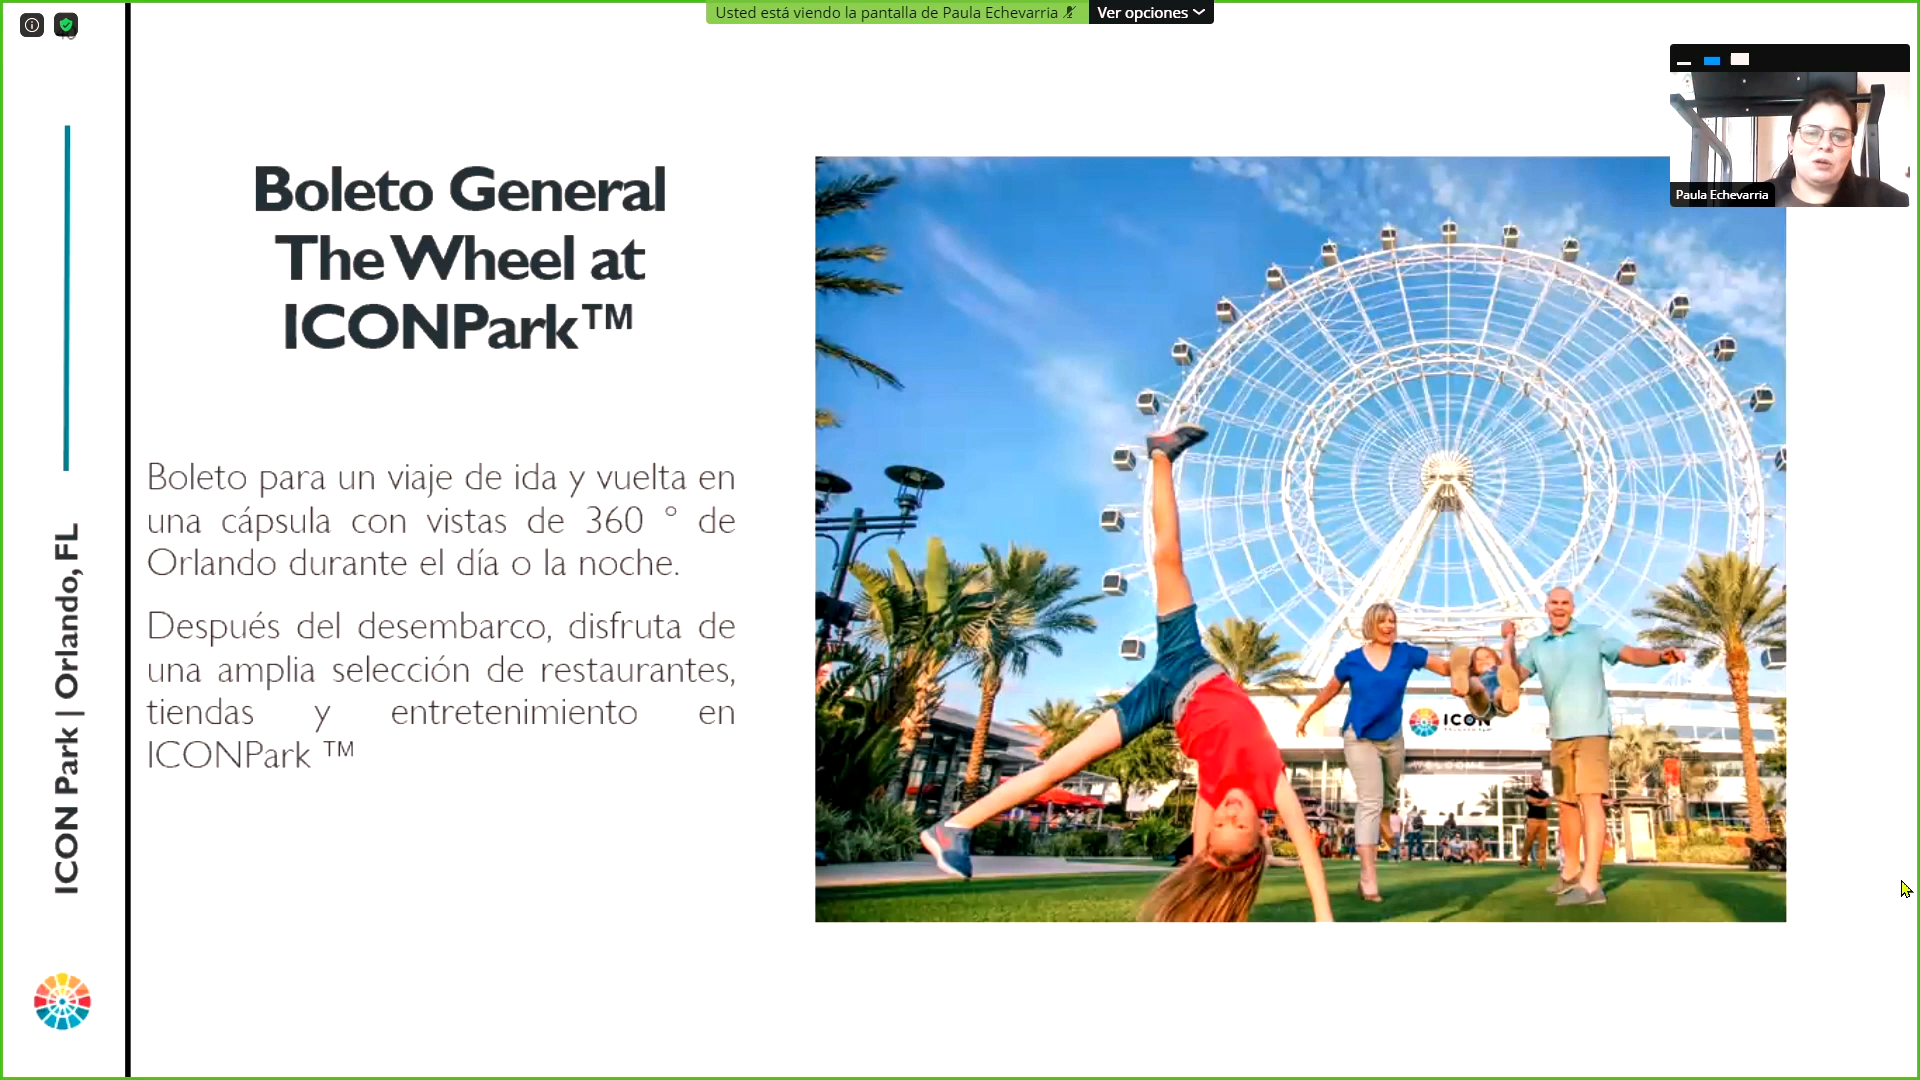 Usted está viendo la pantalla de Paula Echevarria
Ver opciones
Paula Echevarria
Boleto General
The Wheel at
ICONPark™
Boleto para un viaje de ida y vuelta en
una cápsula con vistas de 360 ° de
Orlando durante el día o la noche.
Después del desembarco, disfruta de
una amplia selección de restaurantes,
tiendas y entretenimiento en
ICONPark ™
ICON Park | Orlando, FL
ICON
WELCOME